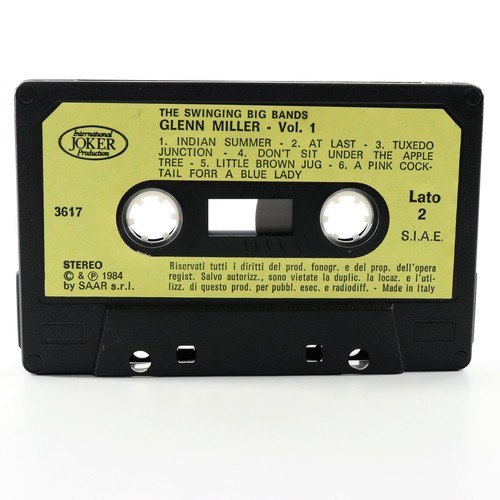 International
JOKER
Production
THE SWINGING BIG BANDS
GLENN MILLER - Vol. 1
1. INDIAN SUMMER - 2. AT LAST - 3. TUXEDO
JUNCTION - 4. DON'T SIT UNDER THE APPLE
TREE - 5. LITTLE BROWN JUG - 6. A PINK COCK-
TAIL FORR A BLUE LADY
3617
Lato
2
S.I.A.E.
STEREO
© & ℗ 1984
by SAAR s.r.l.
Riservati tutti i diritti del prod. fonogr. e del prop. dell'opera
regist. Salvo autorizz., sono vietate la duplic. la locaz. e l'uti-
lizz. di questo prod. per pubbl. esec. e radiodiff. - Made in Italy